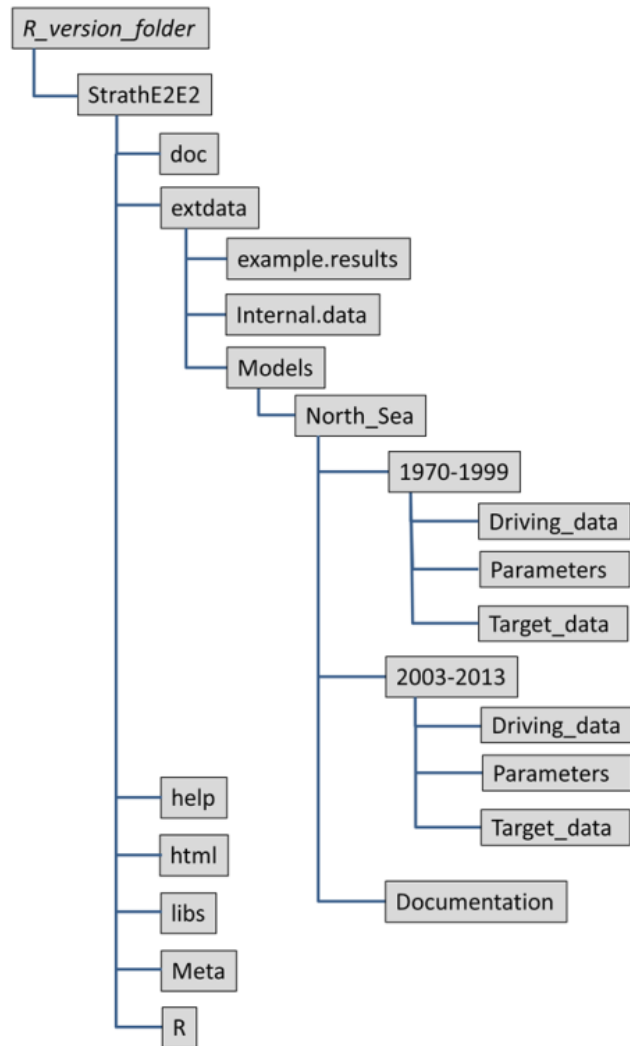 R_version_folder
StrathE2E2
doc
extdata
example.results
Internal.data
Models
North_Sea
1970-1999
Driving_data
Parameters
Target_data
2003-2013
Driving_data
Parameters
Target_data
help
html
Documentation
libs
Meta
R